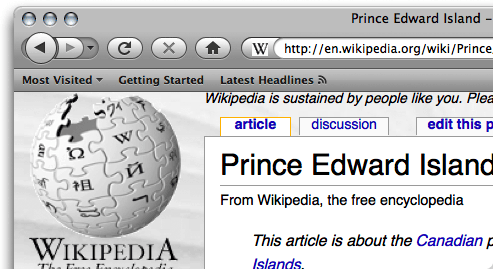 Prince Edward Island –
W http://en.wikipedia.org/wiki/Prince
Most Visited Getting Started Latest Headlines
Wikipedia is sustained by people like you. Plea
article discussion edit this p
Prince Edward Island
From Wikipedia, the free encyclopedia
This article is about the Canadian p
Islands.
Ω W
祖 И
WIKIPEDIA
The Free Encyclopedia